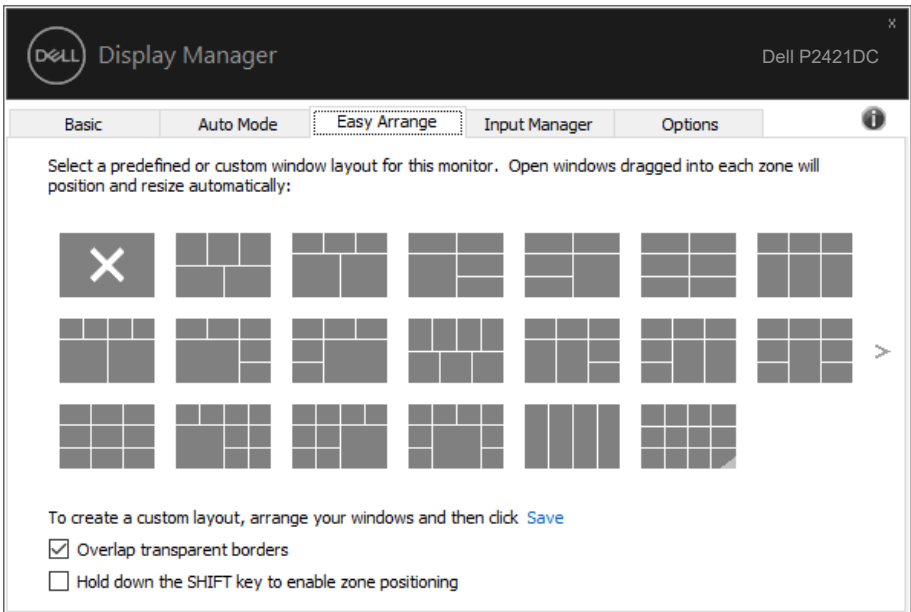 x
DELL Display Manager
Dell P2421DC
Basic Auto Mode Easy Arrange Input Manager Options i
Select a predefined or custom window layout for this monitor. Open windows dragged into each zone will
position and resize automatically:
>
To create a custom layout, arrange your windows and then click Save
Overlap transparent borders
Hold down the SHIFT key to enable zone positioning